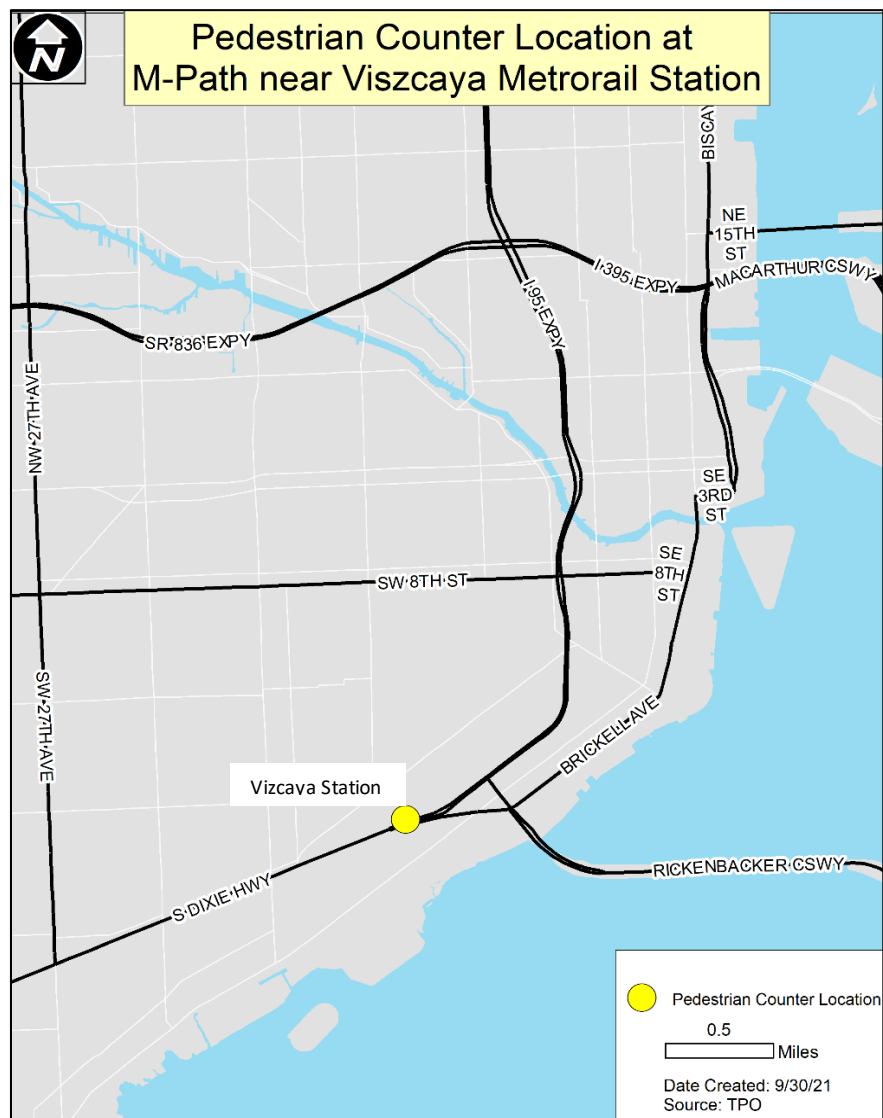 N
Pedestrian Counter Location at
M-Path near Viszcaya Metrorail Station
BISCAY
NE
15TH
ST
I-395 EXPY
MACARTHUR CSWY
I-95 EXPY
SR 836 EXPY
NW 27TH AVE
SE
3RD
ST
SW 8TH ST
SE
8TH
ST
SW 27TH AVE
BRICKELL AVE
Vizcava Station
RICKENBACKER CSWY
S DIXIE HWY
Pedestrian Counter Location
0.5
Miles
Date Created: 9/30/21
Source: TPO